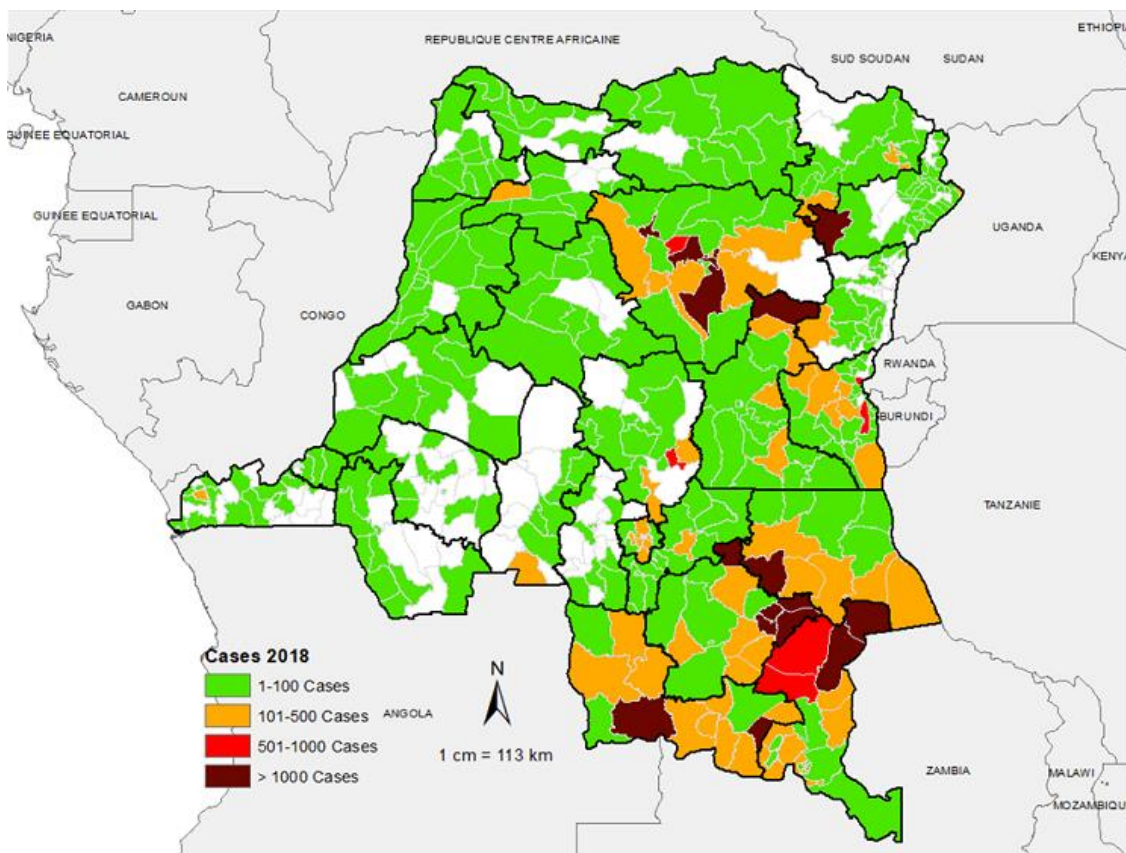 NIGERIA
REPUBLIQUE CENTRE AFRICAINE
ETHIOPI
SUD SOUDAN
SUDAN
CAMEROUN
GUINEE EQUATORIAL
GUINEE EQUATORIAL
UGANDA
KENYA
GABON
CONGO
RWANDA
BURUNDI
TANZANIE
Cases 2018
1-100 Cases
101-500 Cases
501-1000 Cases
> 1000 Cases
N
ANGOLA
1 cm = 113 km
ZAMBIA
MALAWI
MOZAMBIQU